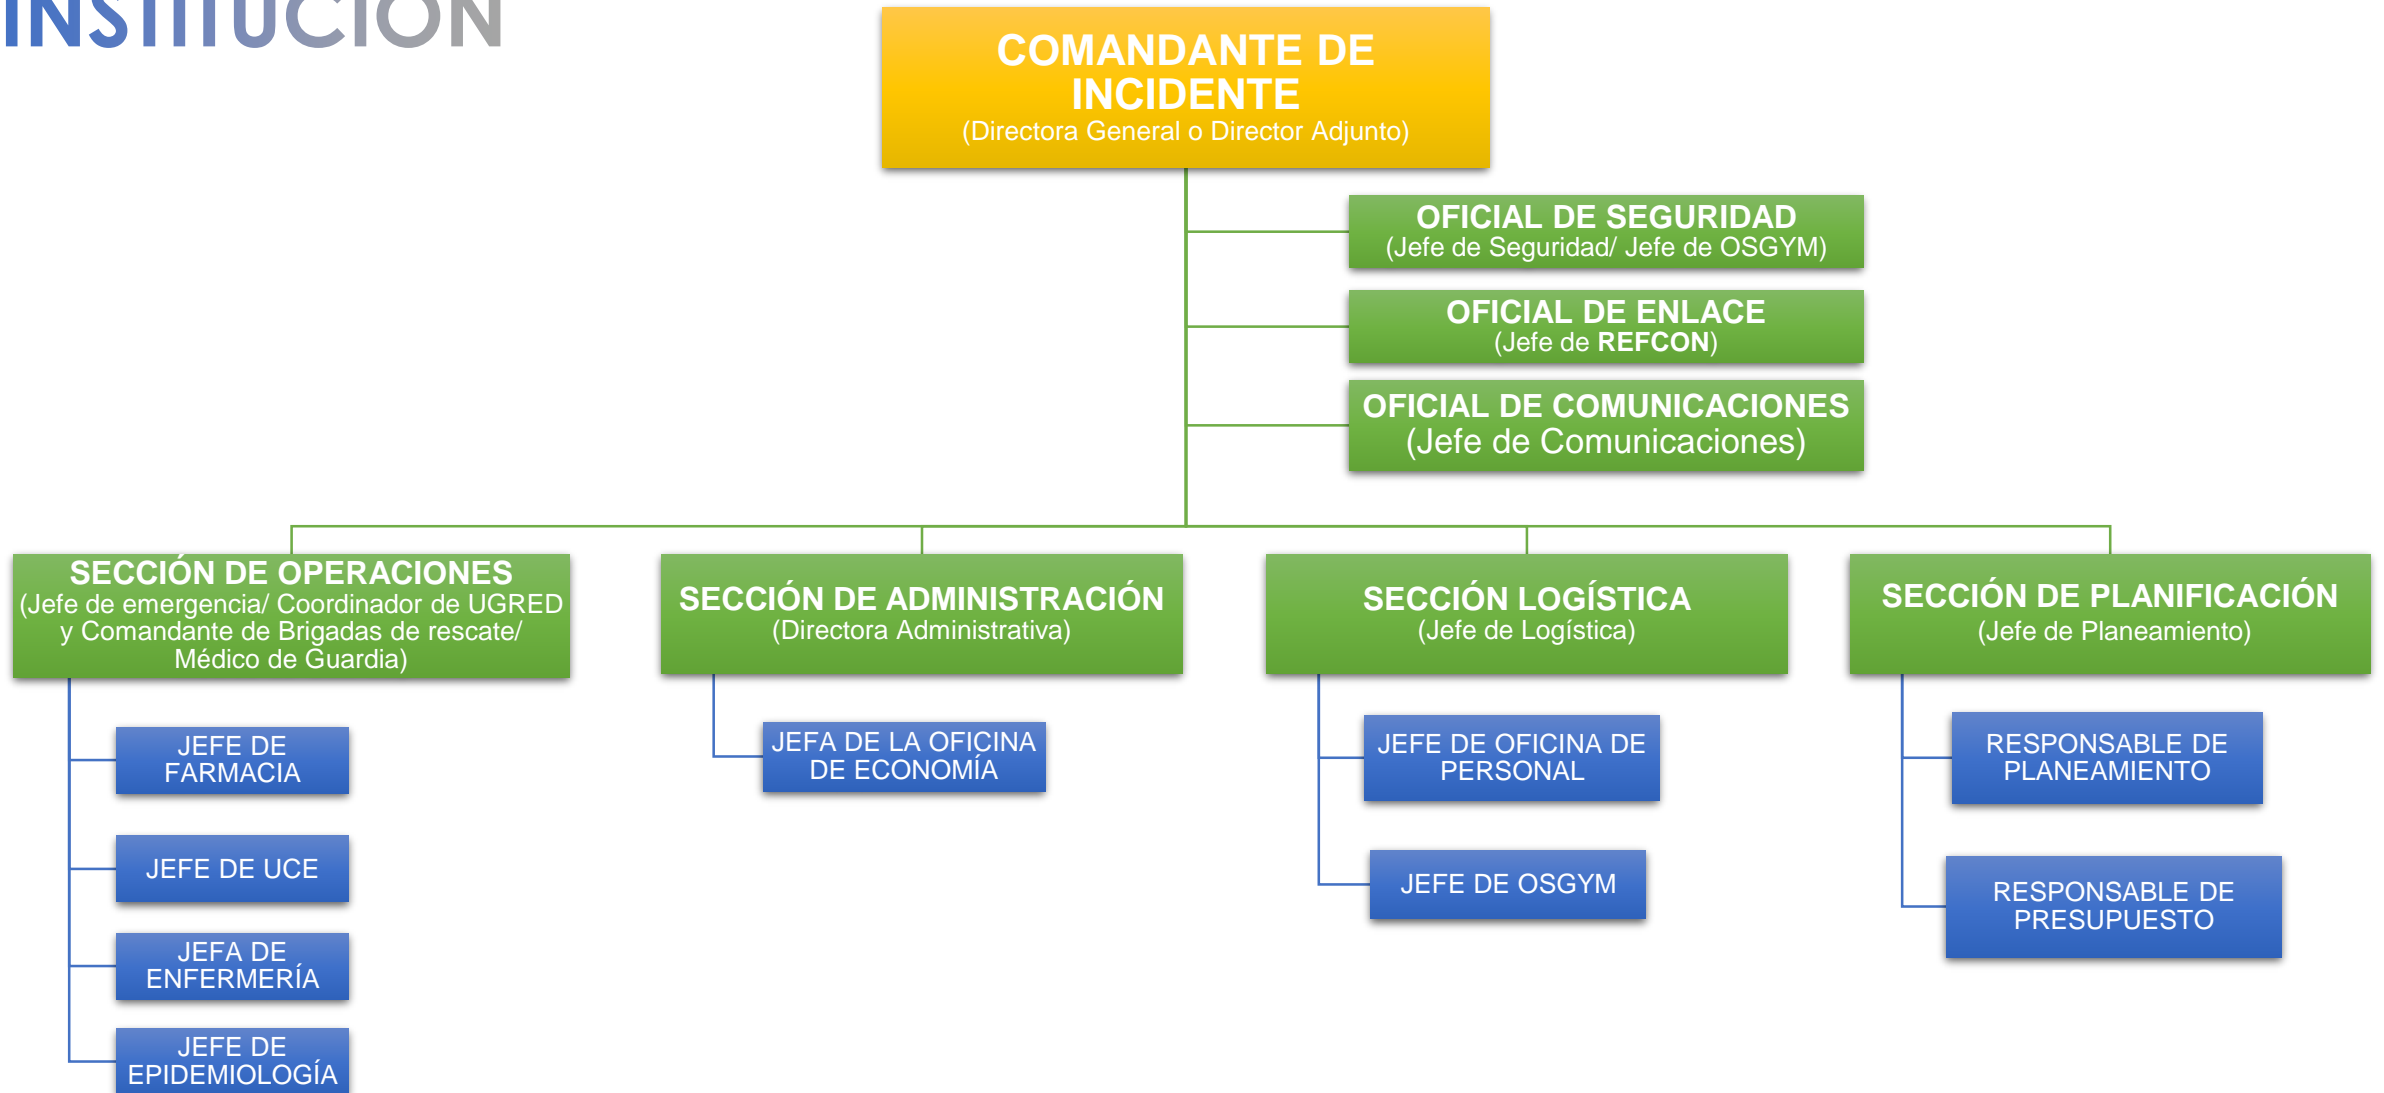 INSTITUCIÓN
COMANDANTE DE
INCIDENTE
(Directora General o Director Adjunto)
OFICIAL DE SEGURIDAD
(Jefe de Seguridad/ Jefe de OSGYM)
OFICIAL DE ENLACE
(Jefe de REFCON)
OFICIAL DE COMUNICACIONES
(Jefe de Comunicaciones)
SECCIÓN DE OPERACIONES
(Jefe de emergencia/ Coordinador de UGRED
y Comandante de Brigadas de rescate/
Médico de Guardia)
JEFE DE
FARMACIA
JEFE DE UCE
JEFA DE
ENFERMERÍA
JEFE DE
EPIDEMIOLOGÍA
SECCIÓN DE ADMINISTRACIÓN
(Directora Administrativa)
JEFA DE LA OFICINA
DE ECONOMÍA
SECCIÓN LOGÍSTICA
(Jefe de Logística)
JEFE DE OFICINA DE
PERSONAL
JEFE DE OSGYM
SECCIÓN DE PLANIFICACIÓN
(Jefe de Planeamiento)
RESPONSABLE DE
PLANEAMIENTO
RESPONSABLE DE
PRESUPUESTO